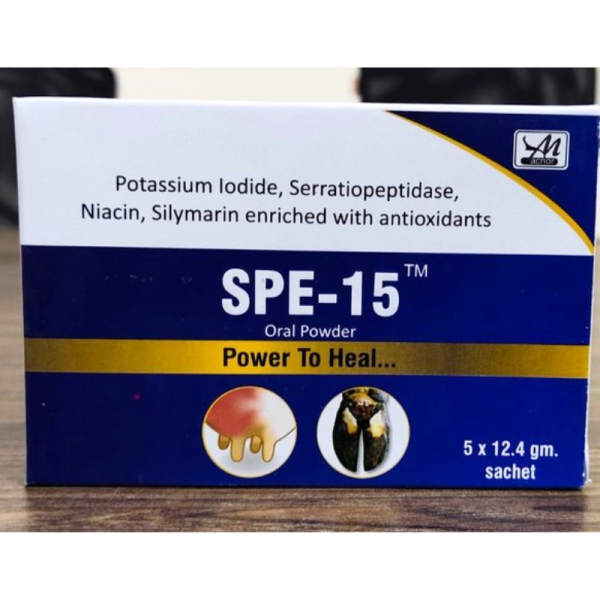 achor
Potassium Iodide, Serratiopeptidase,
Niacin, Silymarin enriched with antioxidants
SPE-15™
Oral Powder
Power To Heal...
5 x 12.4 gm.
sachet